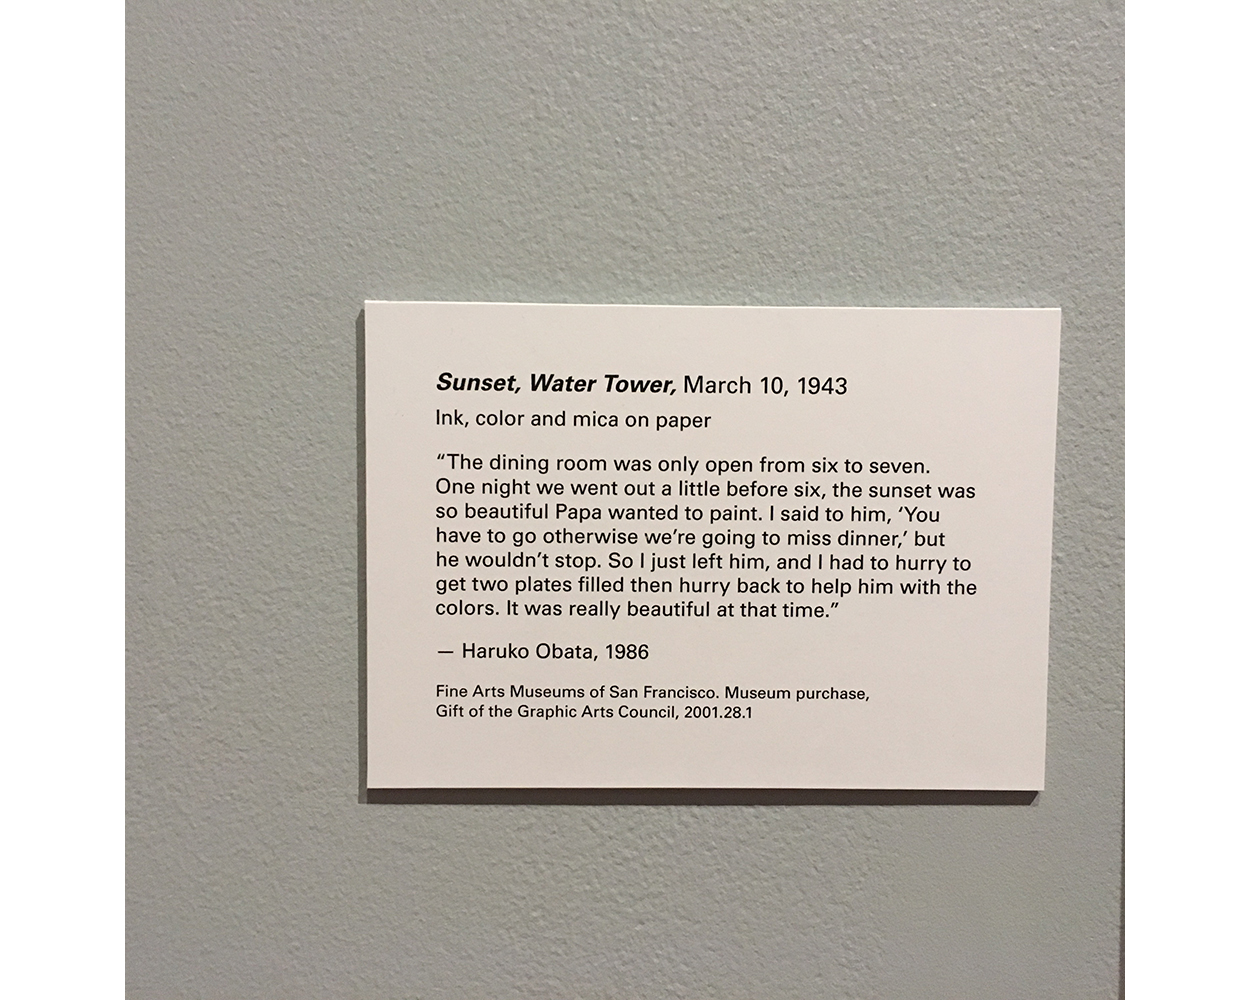 Sunset, Water Tower, March 10, 1943
Ink, color and mica on paper
“The dining room was only open from six to seven.
One night we went out a little before six, the sunset was
so beautiful Papa wanted to paint. I said to him, ‘You
have to go otherwise we’re going to miss dinner,’ but
he wouldn’t stop. So I just left him, and I had to hurry to
get two plates filled then hurry back to help him with the
colors. It was really beautiful at that time.”
— Haruko Obata, 1986
Fine Arts Museums of San Francisco. Museum purchase,
Gift of the Graphic Arts Council, 2001.28.1